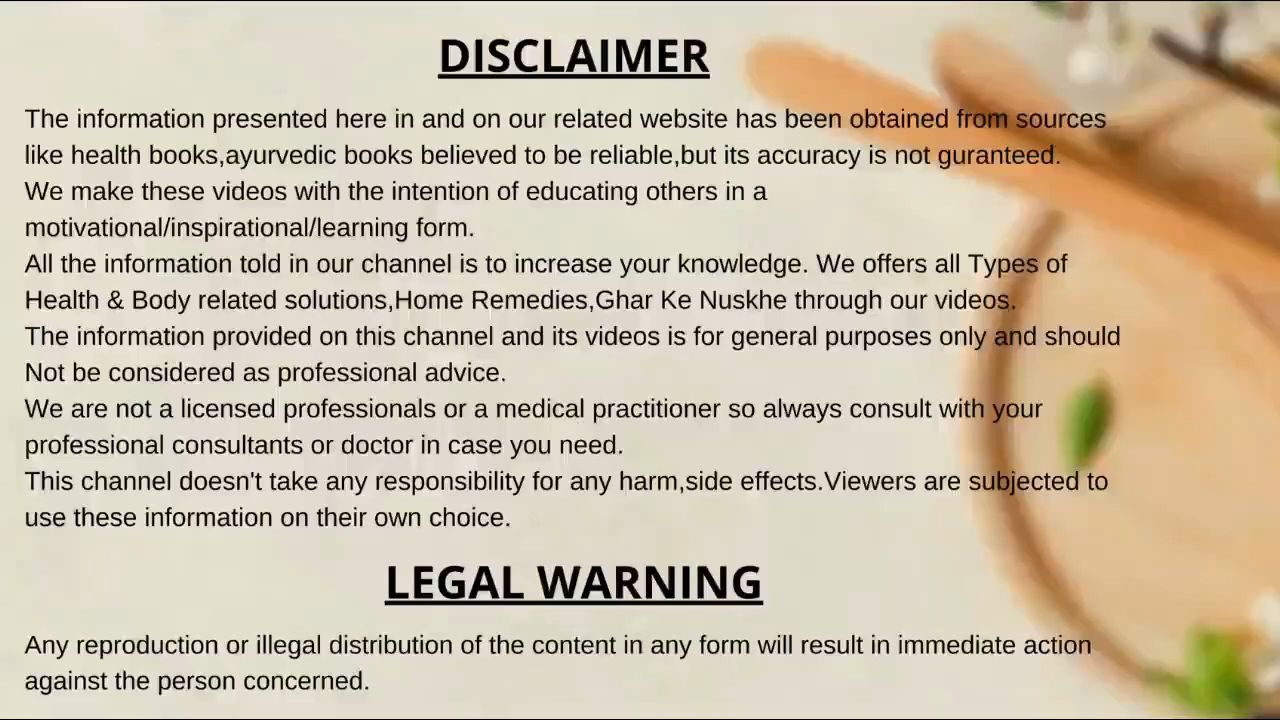 DISCLAIMER
The information presented here in and on our related website has been obtained from sources
like health books,ayurvedic books believed to be reliable,but its accuracy is not guranteed.
We make these videos with the intention of educating others in a
motivational/inspirational/learning form.
All the information told in our channel is to increase your knowledge. We offers all Types of
Health & Body related solutions,Home Remedies,Ghar Ke Nuskhe through our videos.
The information provided on this channel and its videos is for general purposes only and should
Not be considered as professional advice.
We are not a licensed professionals or a medical practitioner so always consult with your
professional consultants or doctor in case you need.
This channel doesn't take any responsibility for any harm,side effects.Viewers are subjected to
use these information on their own choice.
LEGAL WARNING
Any reproduction or illegal distribution of the content in any form will result in immediate action
against the person concerned.